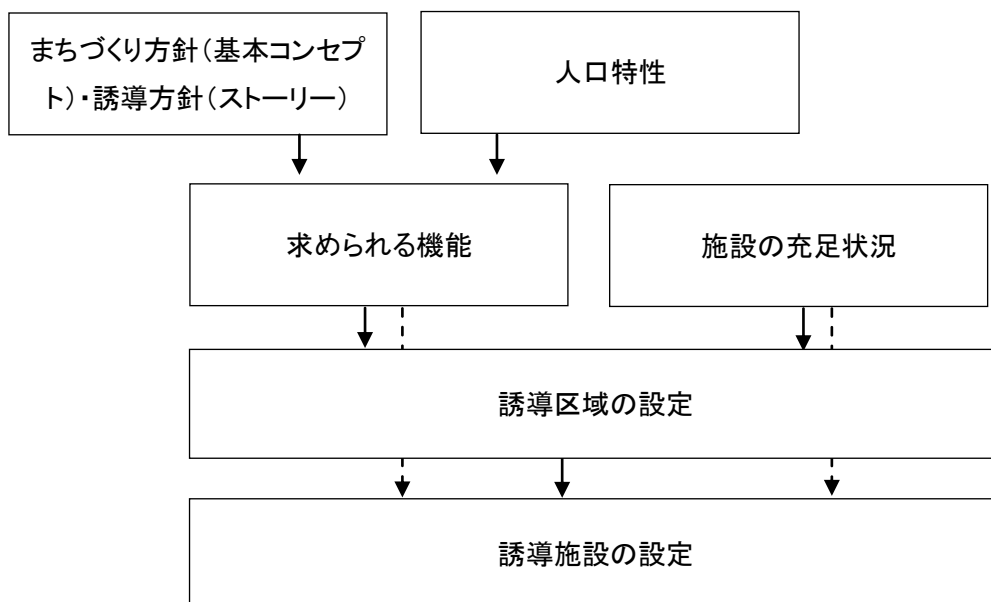 まちづくり方針（基本コンセプ
ト）・誘導方針（ストーリー）
人口特性
求められる機能
施設の充足状況
誘導区域の設定
誘導施設の設定